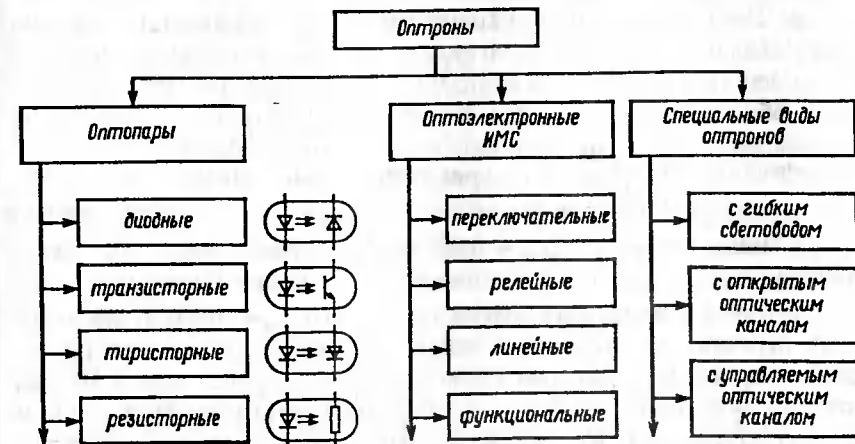 Оптроны
Оптопары
диодные
транзисторные
тиристорные
резисторные
Оптоэлектронные
ИМС
переключательные
релейные
линейные
функциональные
Специальные виды
оптронов
с гибким
световодом
с открытым
оптическим
каналом
с управляемым
оптическим
каналом